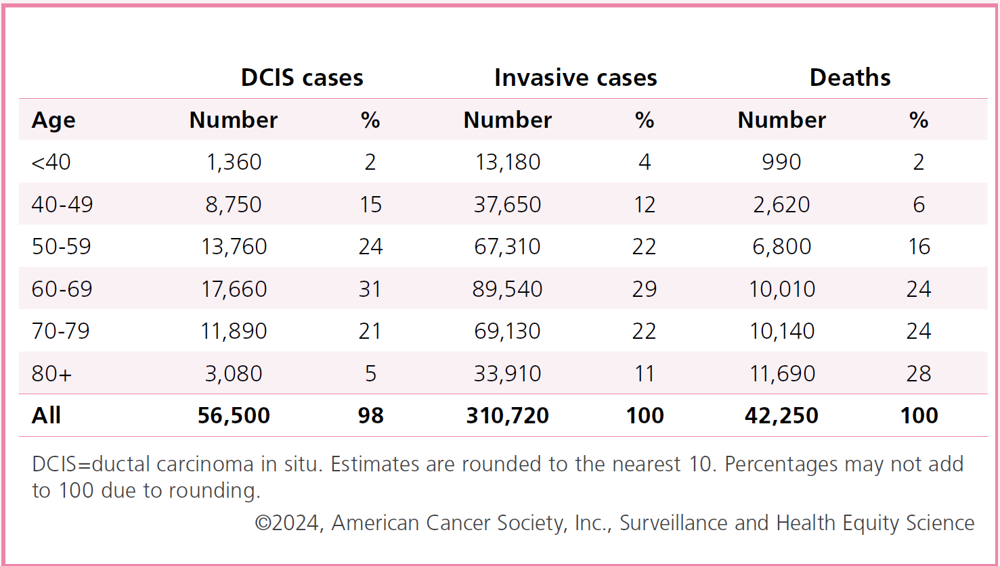 DCIS cases Invasive cases Deaths
Age Number % Number % Number %
<40 1,360 2 13,180 4 990 2
40-49 8,750 15 37,650 12 2,620 6
50-59 13,760 24 67,310 22 6,800 16
60-69 17,660 31 89,540 29 10,010 24
70-79 11,890 21 69,130 22 10,140 24
80+ 3,080 5 33,910 11 11,690 28
All 56,500 98 310,720 100 42,250 100
DCIS=ductal carcinoma in situ. Estimates are rounded to the nearest 10. Percentages may not add
to 100 due to rounding.
©2024, American Cancer Society, Inc., Surveillance and Health Equity Science